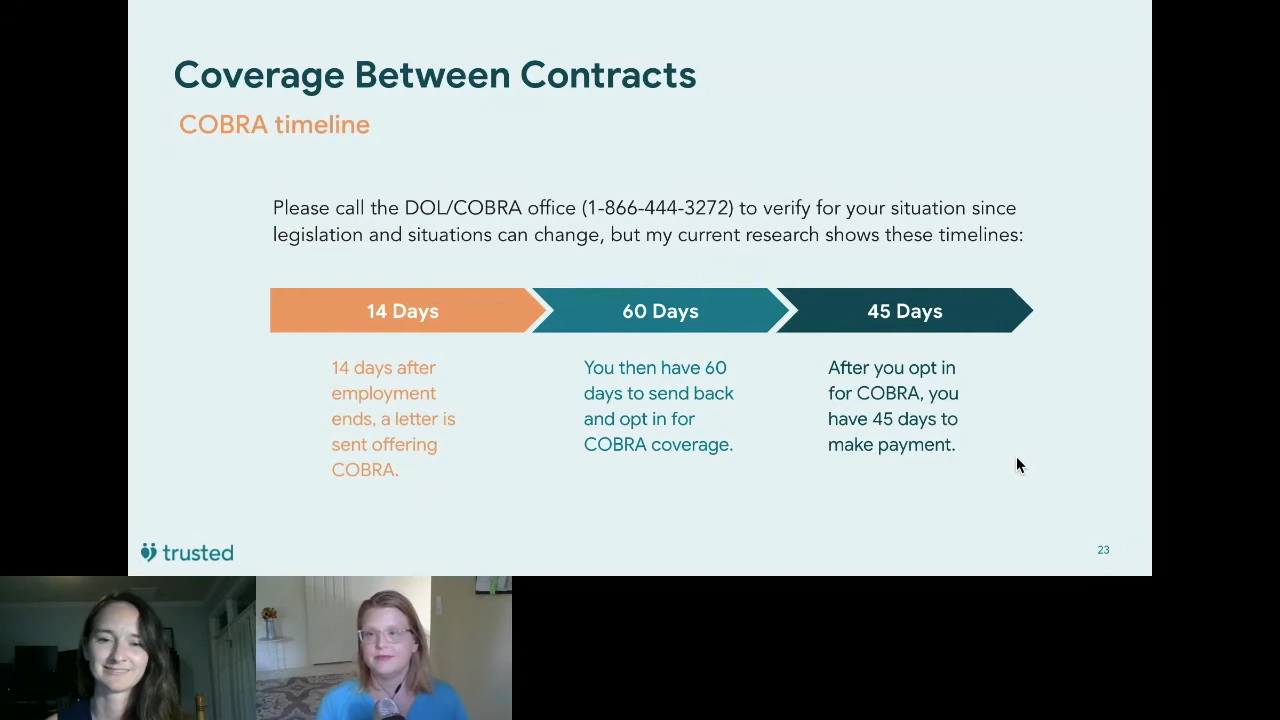 Coverage Between Contracts
COBRA timeline
Please call the DOL/COBRA office (1-866-444-3272) to verify for your situation since
legislation and situations can change, but my current research shows these timelines:
14 Days
60 Days
45 Days
14 days after
employment
ends, a letter is
sent offering
COBRA.
You then have 60
days to send back
and opt in for
COBRA coverage.
After you opt in
for COBRA, you
have 45 days to
make payment.
trusted
23